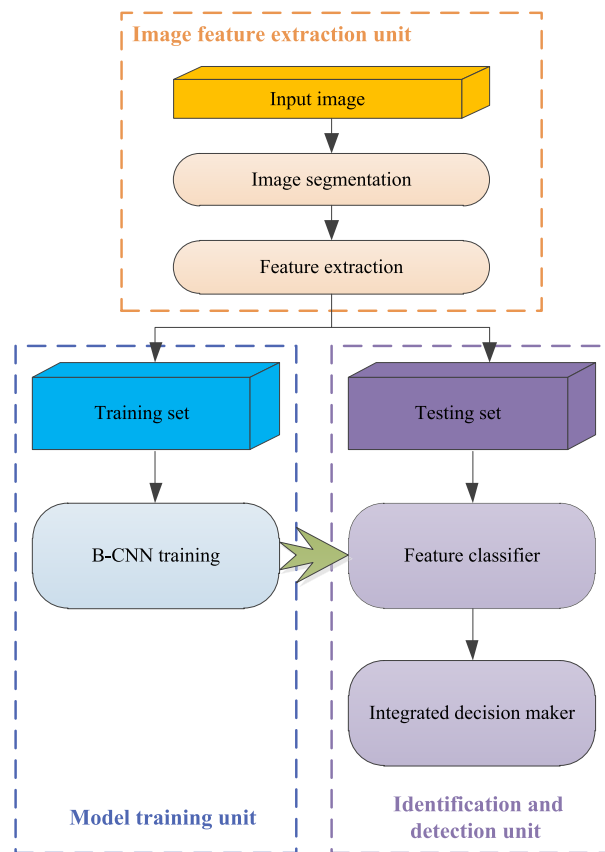 Image feature extraction unit
Input image
Image segmentation
Feature extraction
Training set
Testing set
B-CNN training
Feature classifier
Integrated decision maker
Model training unit
Identification and
detection unit